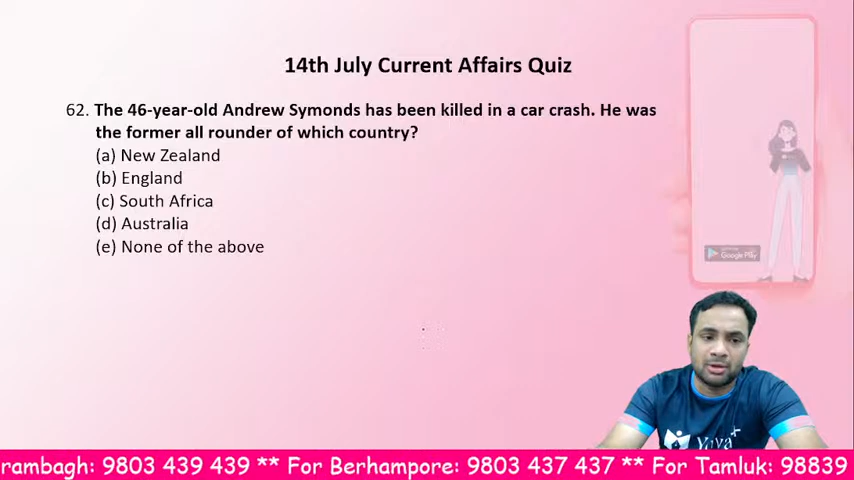 14th July Current Affairs Quiz
62. The 46-year-old Andrew Symonds has been killed in a car crash. He was
the former all rounder of which country?
(a) New Zealand
(b) England
(c) South Africa
(d) Australia
(e) None of the above
Google Play
rambagh: 9803 439 439 ** For Berhampore: 9803 437 437 ** For Tamluk: 98839